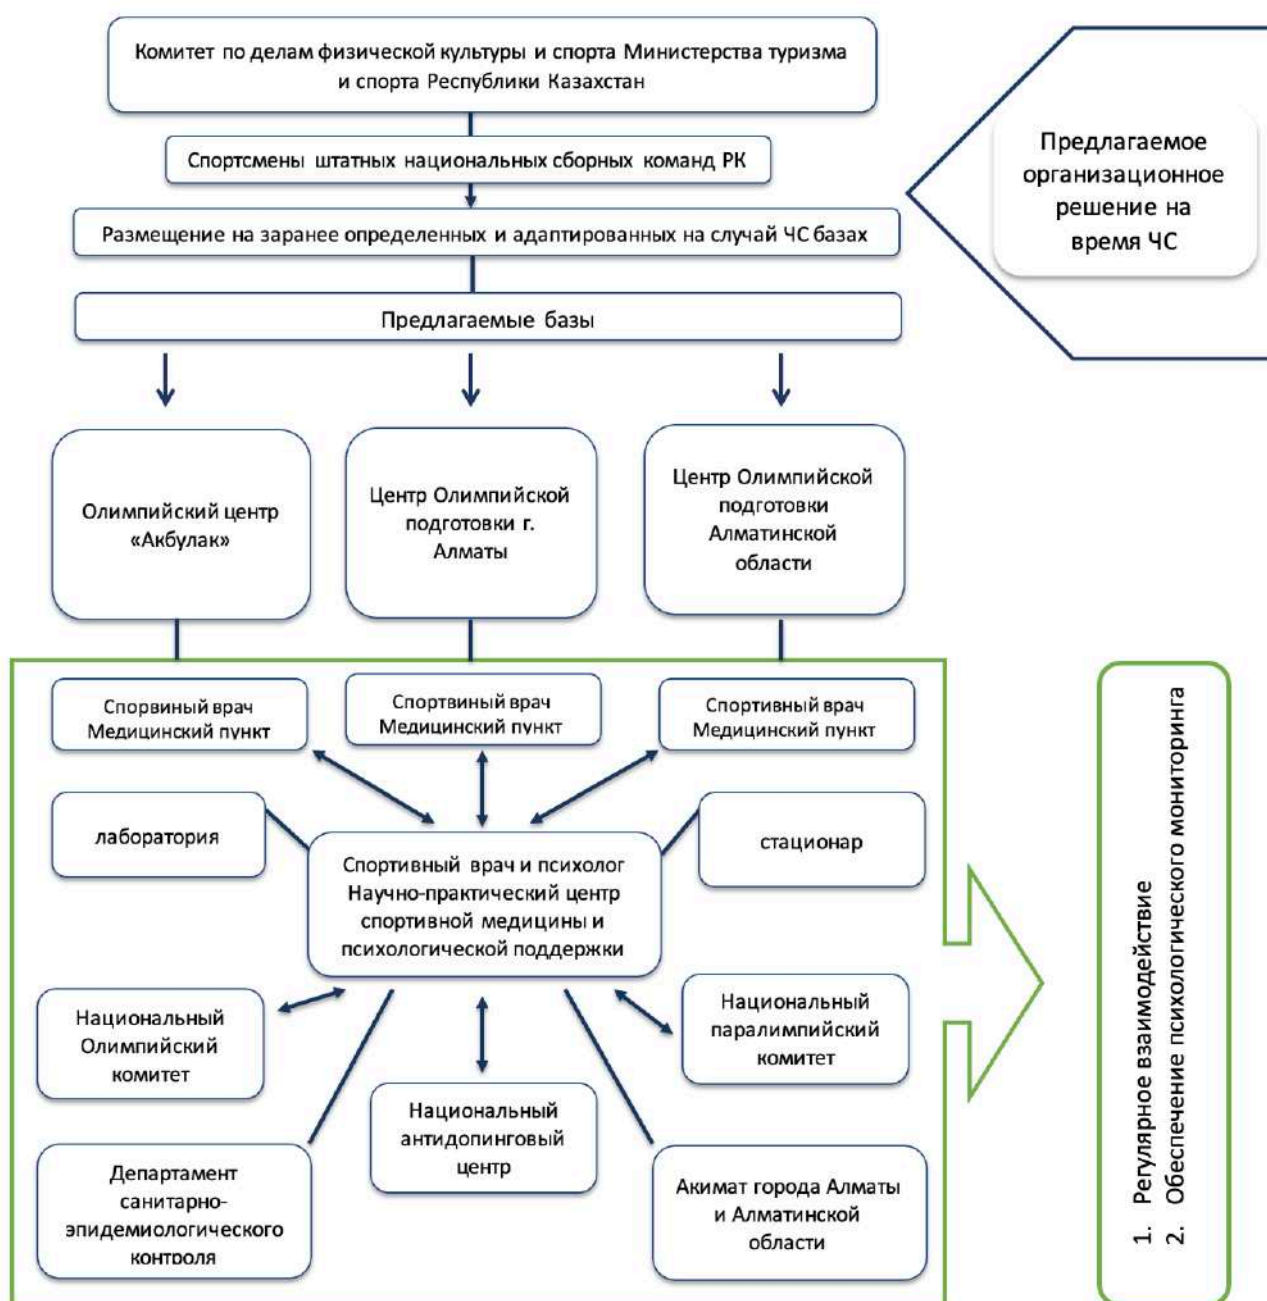 Комитет по делам физической культуры и спорта Министерства туризма
и спорта Республики Казахстан
Спортсмены штатных национальных сборных команд РК
Размещение на заранее определенных и адаптированных на случай ЧС базах
Предлагаемые базы
Предлагаемое
организационное
решение на
время ЧС
Олимпийский центр
«Акбулак»
Центр Олимпийской
подготовки г.
Алматы
Центр Олимпийской
подготовки
Алматинской
области
Спорвиный врач
Медицинский пункт
Спортвиный врач
Медицинский пункт
Спортивный врач
Медицинский пункт
лаборатория
стационар
Спортивный врач и психолог
Научно-практический центр
спортивной медицины и
психологической поддержки
Национальный
Олимпийский
комитет
Национальный
паралимпийский
комитет
Национальный
антидопинговый
центр
Департамент
санитарно-
эпидемиологического
контроля
Акимат города Алматы
и Алматинской
области
1. Регулярное взаимодействие
2. Обеспечение психологического мониторинга